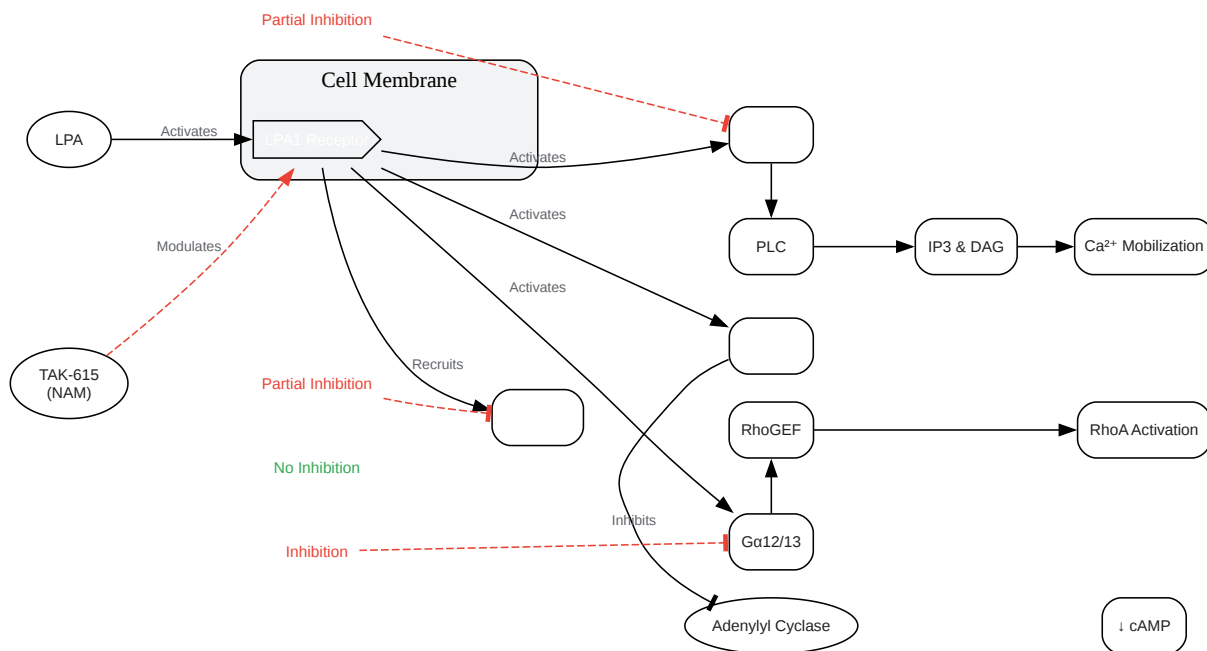 Partial Inhibition
Cell Membrane
LPA
Activates
LPA1 Receptor
Activates
Activates
Modulates
PLC
IP3 & DAG
Ca²⁺ Mobilization
Activates
Recruits
TAK-615
(NAM)
Partial Inhibition
RhoGEF
RhoA Activation
No Inhibition
Inhibits
Inhibition
Gα12/13
Adenylyl Cyclase
↓ cAMP